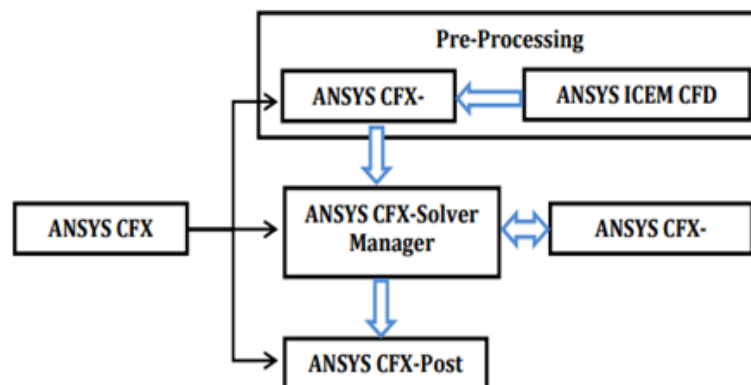 Pre-Processing
ANSYS CFX-
ANSYS ICEM CFD
ANSYS CFX
ANSYS CFX-Solver
Manager
ANSYS CFX-
ANSYS CFX-Post